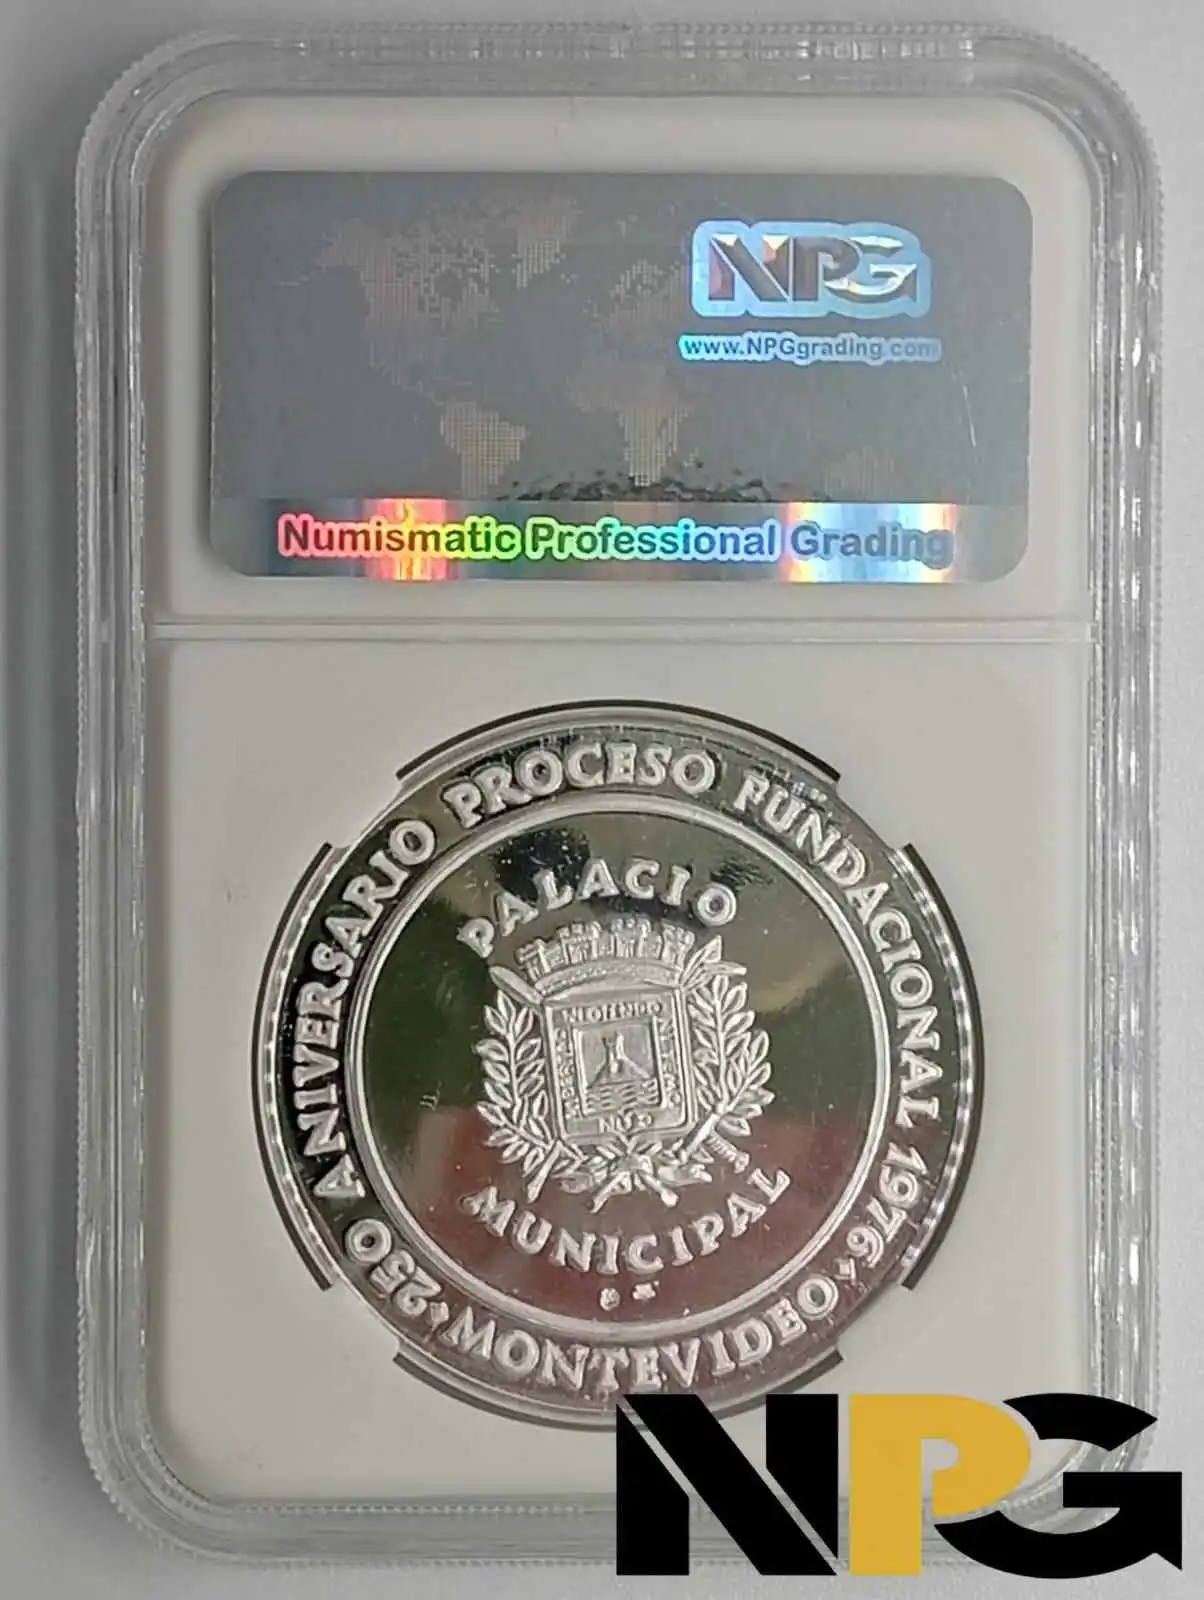 NPG
www.NPGgrading.com
Numismatic Professional Grading
250 ANIVERSARIO PROCESO FUNDACIONAL 1976
MONTEVIDEO
PALACIO
MUNICIPAL
NPG